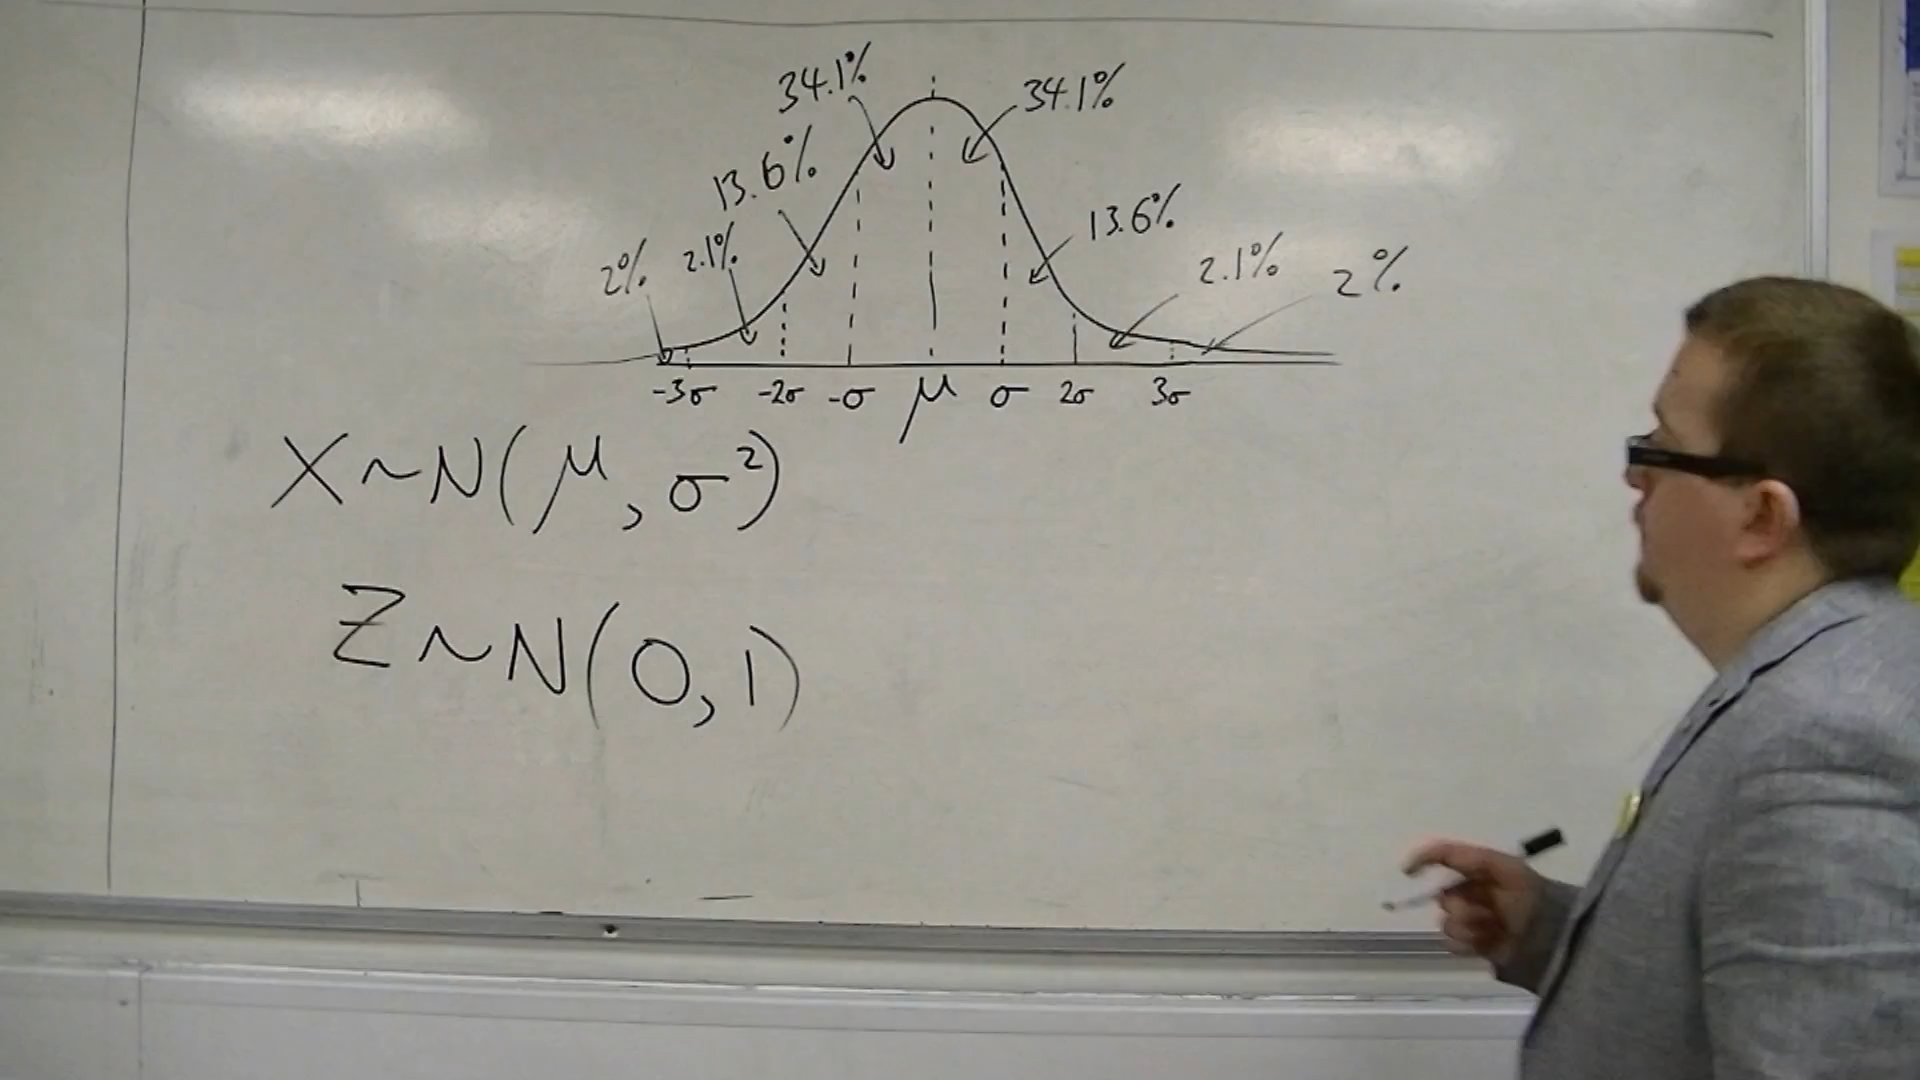 34.1% 34.1%
13.6% 13.6%
2% 2.1% 2.1% 2%
-3σ -2σ -σ μ σ 2σ 3σ
X~N(μ, σ²)
Z~N(0,1)